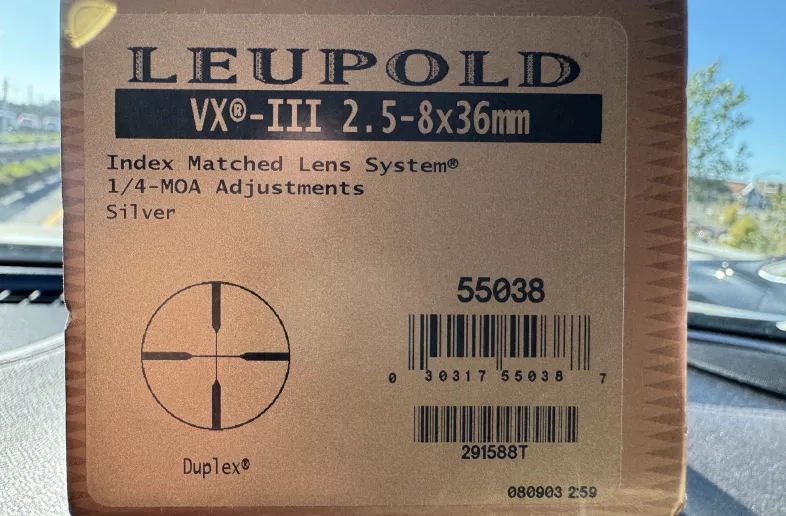 LEUPOLD
VX®-III 2.5-8x36mm
Index Matched Lens System®
1/4-MOA Adjustments
Silver
55038
0 30317 55038 7
291588T
Duplex®
080903 2:59